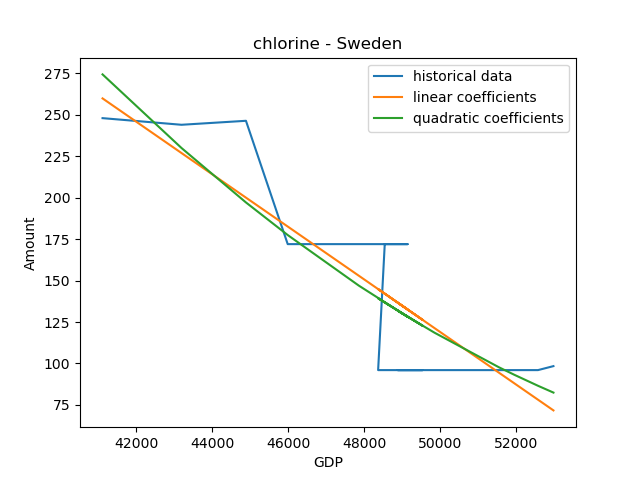 chlorine - Sweden
historical data
linear coefficients
quadratic coefficients
Amount
275
250
225
200
175
150
125
100
75
42000 44000 46000 48000 50000 52000
GDP